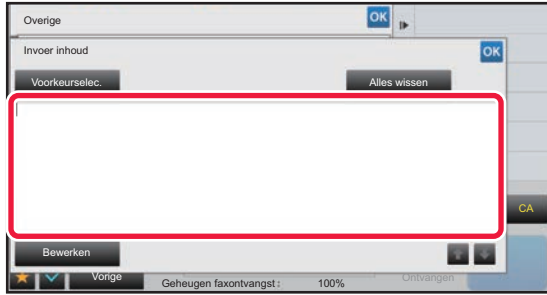 Overige OK
Invoer inhoud OK
Voorkeurselec. Alles wissen
CA
Bewerken
Vorige Ontvangen
Geheugen faxontvangst: 100%